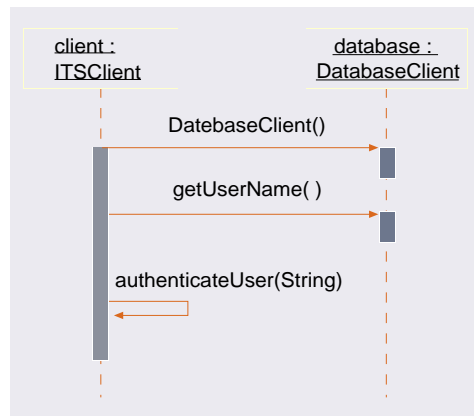 client :
ITSClient
database :
DatabaseClient
DatebaseClient()
getUserName( )
authenticateUser(String)